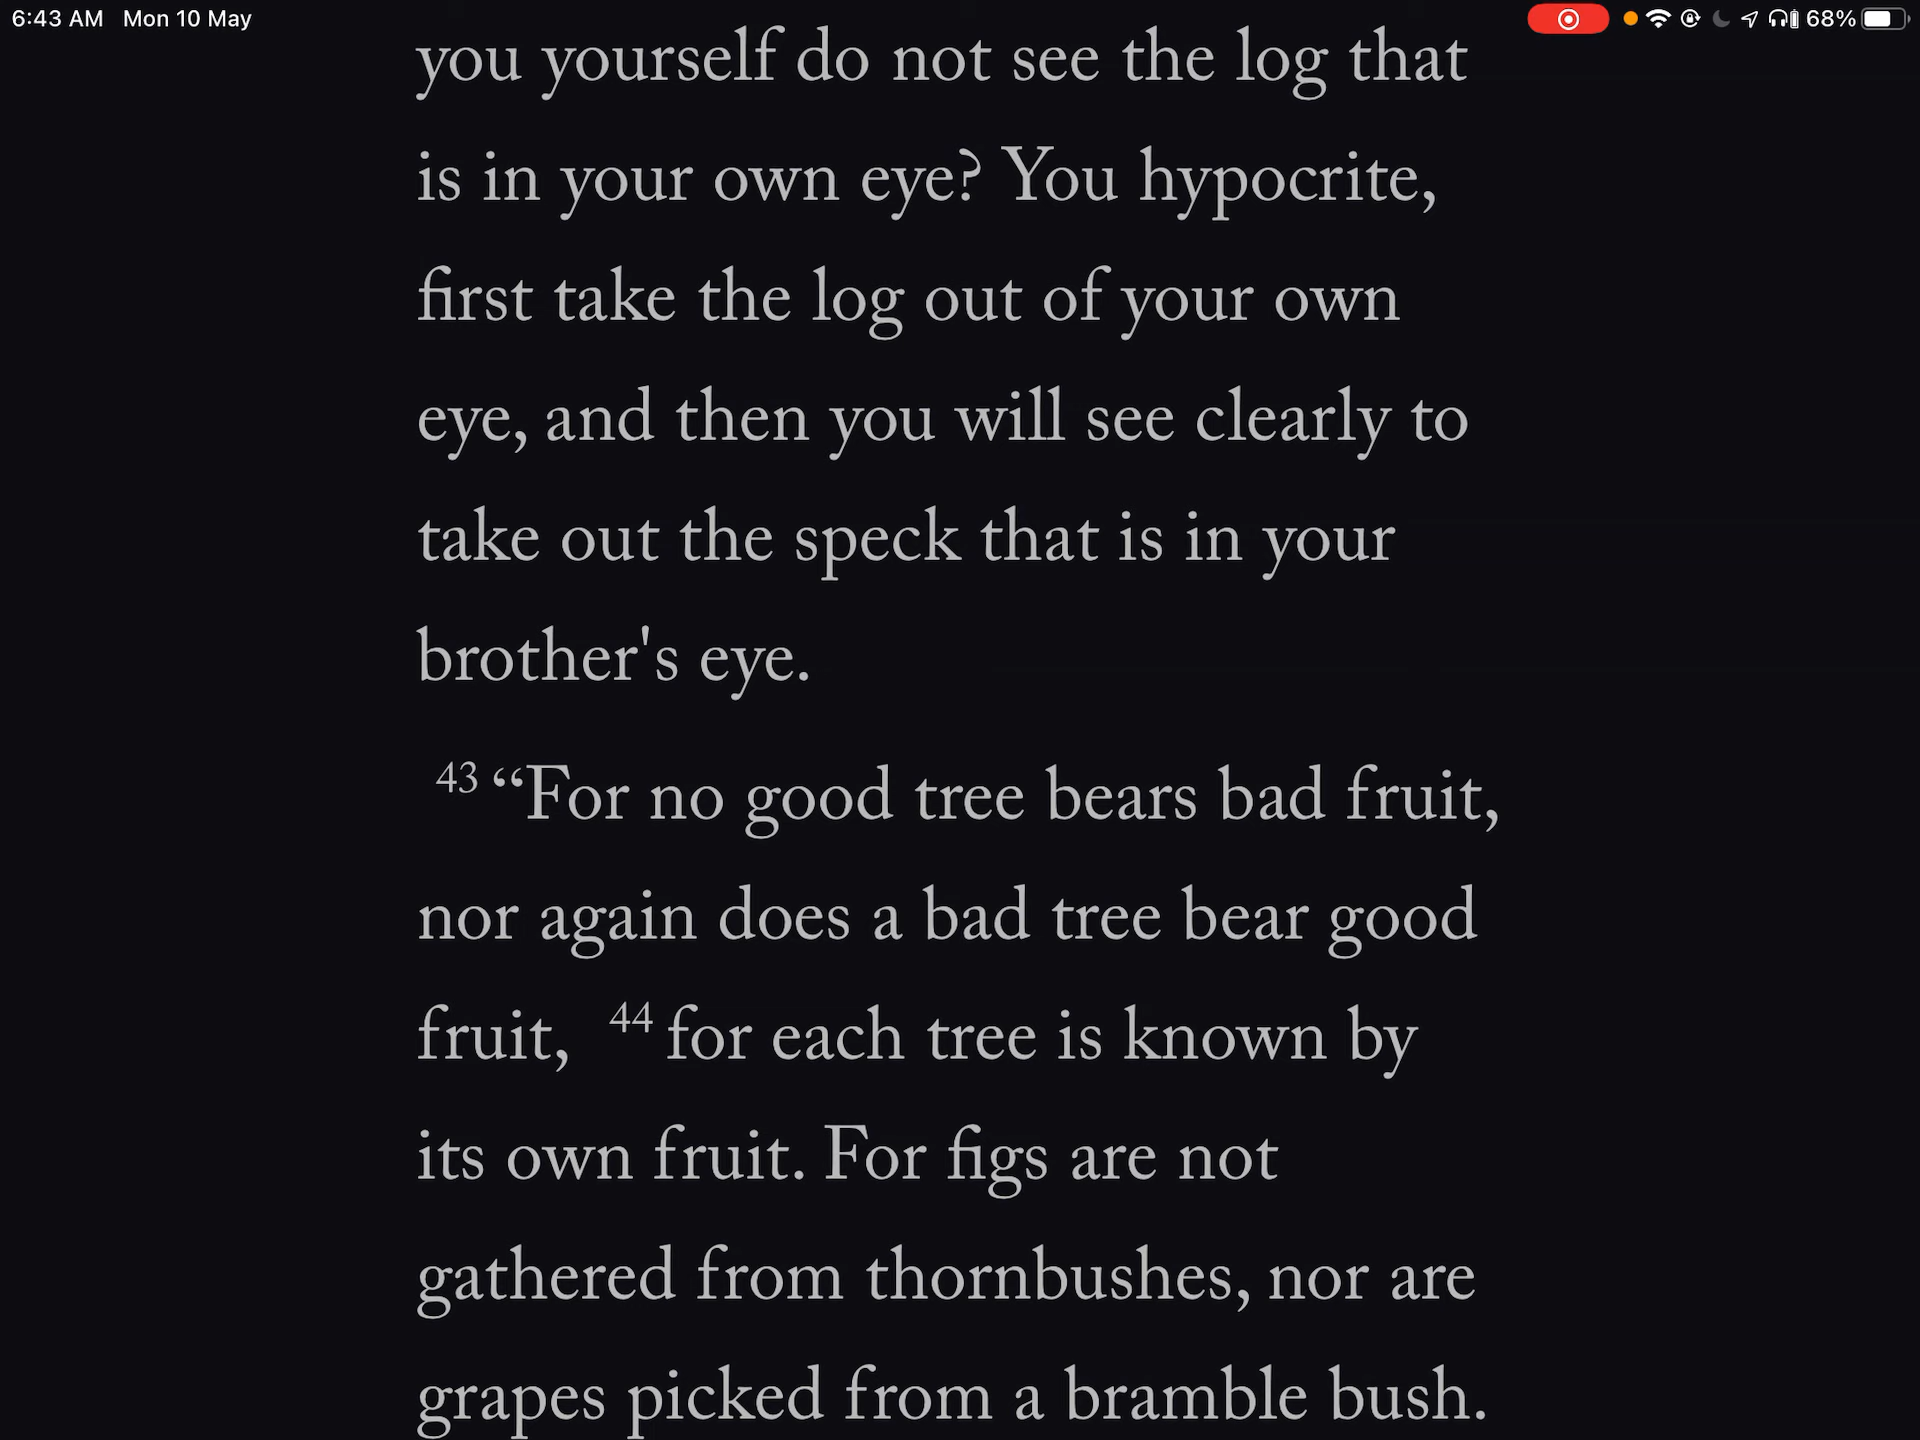 6:43 AM Mon 10 May 68%
you yourself do not see the log that
is in your own eye? You hypocrite,
first take the log out of your own
eye, and then you will see clearly to
take out the speck that is in your
brother's eye.
43 “For no good tree bears bad fruit,
nor again does a bad tree bear good
fruit, 44 for each tree is known by
its own fruit. For figs are not
gathered from thornbushes, nor are
grapes picked from a bramble bush.